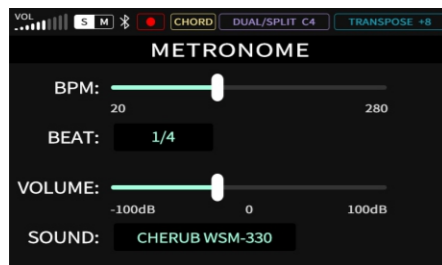 VOL S M CHORD DUAL/SPLIT C4 TRANSPOSE +8
METRONOME
BPM:
20 280
BEAT: 1/4
VOLUME:
-100dB 0 100dB
SOUND: CHERUB WSM-330